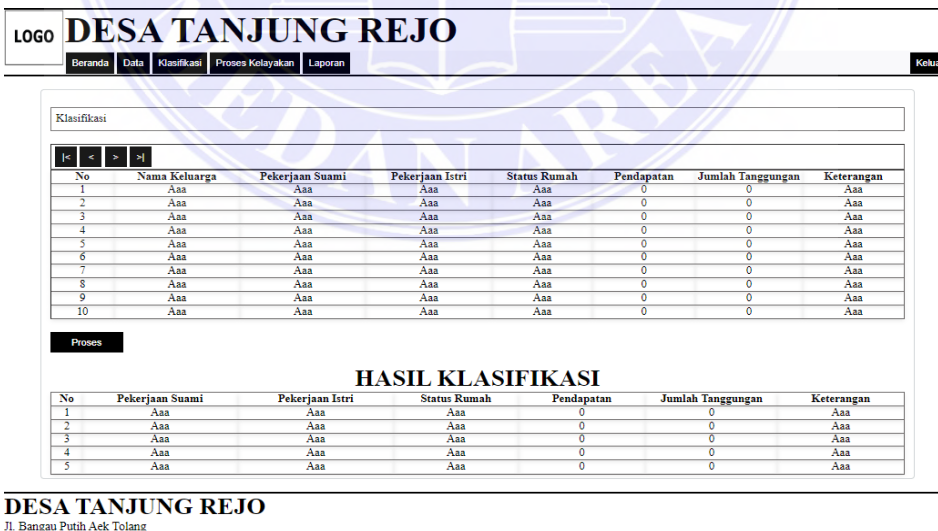 LOGO
DESA TANJUNG REJO
Beranda Data Klasifikasi Proses Kelayakan Laporan
Klasifikasi
|< < > >|
No Nama Keluarga Pekerjaan Suami Pekerjaan Istri Status Rumah Pendapatan Jumlah Tanggungan Keterangan
1 Aaa Aaa Aaa Aaa 0 0 Aaa
2 Aaa Aaa Aaa Aaa 0 0 Aaa
3 Aaa Aaa Aaa Aaa 0 0 Aaa
4 Aaa Aaa Aaa Aaa 0 0 Aaa
5 Aaa Aaa Aaa Aaa 0 0 Aaa
6 Aaa Aaa Aaa Aaa 0 0 Aaa
7 Aaa Aaa Aaa Aaa 0 0 Aaa
8 Aaa Aaa Aaa Aaa 0 0 Aaa
9 Aaa Aaa Aaa Aaa 0 0 Aaa
10 Aaa Aaa Aaa Aaa 0 0 Aaa
Proses
HASIL KLASIFIKASI
No Pekerjaan Suami Pekerjaan Istri Status Rumah Pendapatan Jumlah Tanggungan Keterangan
1 Aaa Aaa Aaa 0 0 Aaa
2 Aaa Aaa Aaa 0 0 Aaa
3 Aaa Aaa Aaa 0 0 Aaa
4 Aaa Aaa Aaa 0 0 Aaa
5 Aaa Aaa Aaa 0 0 Aaa
DESA TANJUNG REJO
Jl. Bangau Putih Aek Tolang
MEDAN AREA